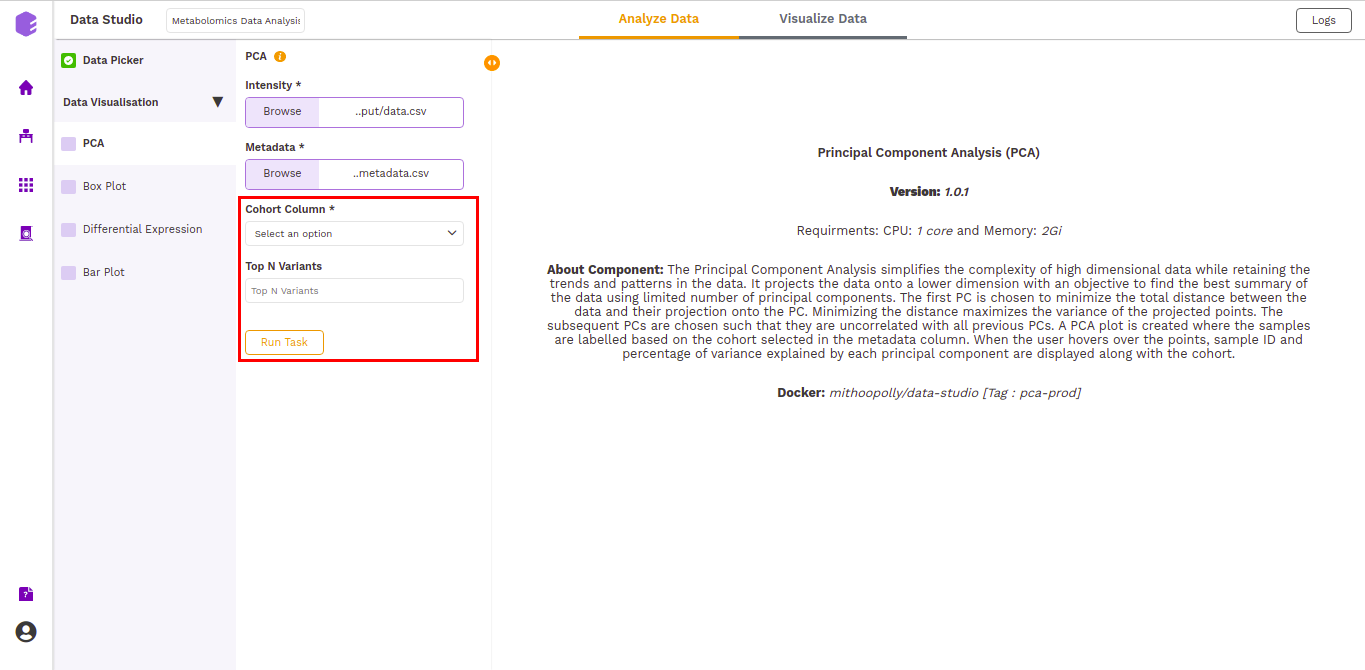 Data Studio
Metabolomics Data Analysis
Analyze Data
Visualize Data
Logs
Data Picker
Data Visualisation
PCA
Box Plot
Differential Expression
Bar Plot
PCA
Intensity *
Browse ..put/data.csv
Metadata *
Browse ..metadata.csv
Cohort Column *
Select an option
Top N Variants
Top N Variants
Run Task
Principal Component Analysis (PCA)
Version: 1.0.1
Requirments: CPU: 1 core and Memory: 2Gi
About Component: The Principal Component Analysis simplifies the complexity of high dimensional data while retaining the
trends and patterns in the data. It projects the data onto a lower dimension with an objective to find the best summary of
the data using limited number of principal components. The first PC is chosen to minimize the total distance between the
data and their projection onto the PC. Minimizing the distance maximizes the variance of the projected points. The
subsequent PCs are chosen such that they are uncorrelated with all previous PCs. A PCA plot is created where the samples
are labelled based on the cohort selected in the metadata column. When the user hovers over the points, sample ID and
percentage of variance explained by each principal component are displayed along with the cohort.
Docker: mithoopolly/data-studio [Tag : pca-prod]